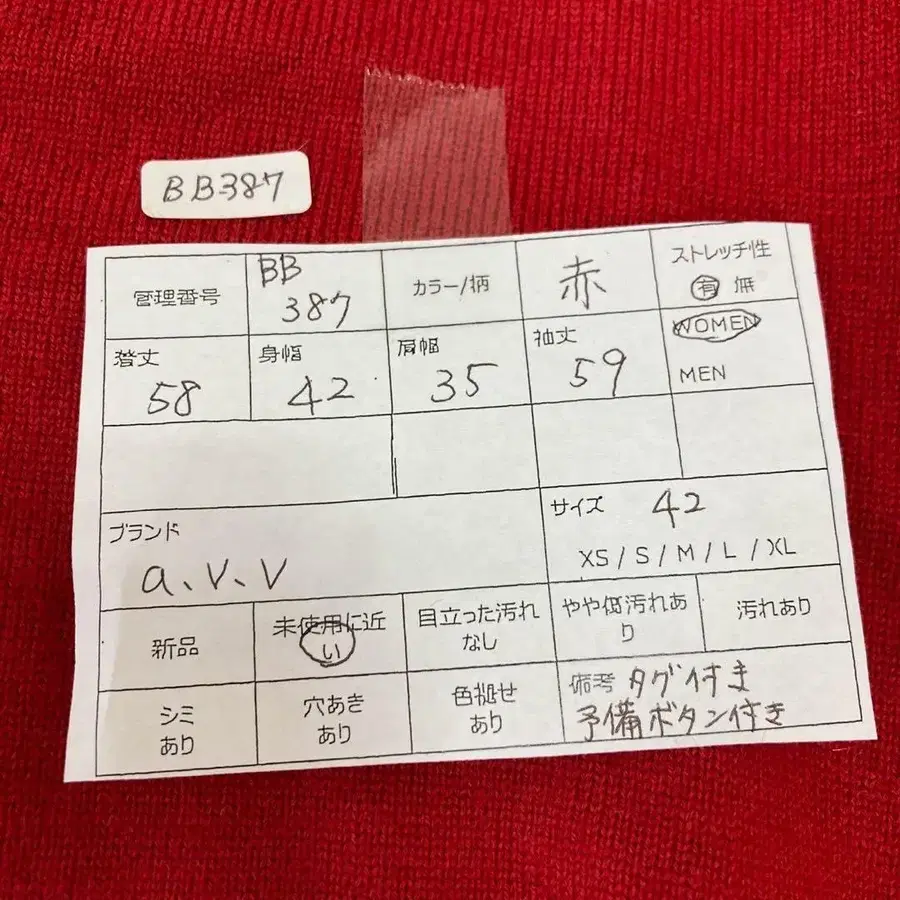 BB387
管理番号 BB 387 カラー/柄 赤 ストレッチ性 有 無
着丈 58 身幅 42 肩幅 35 袖丈 59 WOMEN MEN
ブランド a.v.v サイズ 42
XS / S / M / L / XL
新品 未使用に近い 目立った汚れなし やや傷汚れあり 汚れあり
シミあり 穴あきあり 色褪せあり 備考 タグ付き
予備ボタン付き